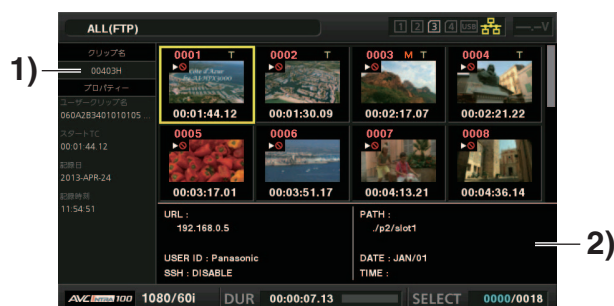 ALL(FTP)
1 2 3 4 USB --.-V
1)
クリップ名
00403H
プロパティー
ユーザークリップ名
060A2B3401010105 ...
スタートTC
00:01:44.12
記録日
2013-APR-24
記録時刻
11:54:51
0001 T
Côte d'Azur
00:01:44.12
0002 T
00:01:30.09
0003 M T
00:02:17.07
0004 T
00:02:21.22
0005
00:03:17.01
0006
00:03:51.17
0007
00:04:13.21
0008
00:04:36.14
URL :
192.168.0.5
USER ID : Panasonic
SSH : DISABLE
PATH :
./p2/slot1
DATE : JAN/01
TIME :
2)
AVC INTRA 100 1080/60i DUR 00:00:07.13 SELECT 0000/0018